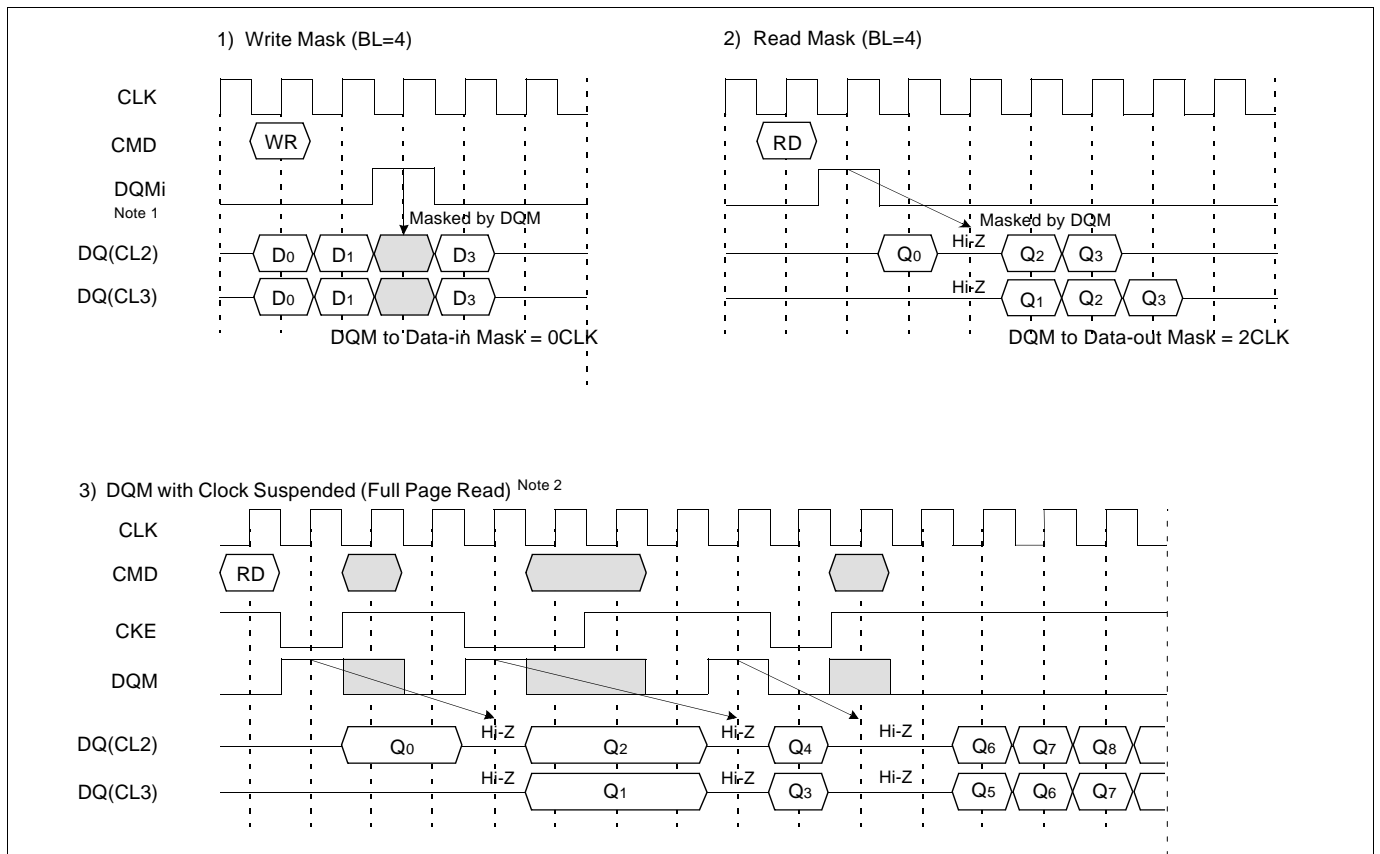 1) Write Mask (BL=4)
CLK
CMD
WR
DQMi
Note 1
Masked by DQM
DQ(CL2)
D0 D1 D3
DQ(CL3)
D0 D1 D3
DQM to Data-in Mask = 0CLK
2) Read Mask (BL=4)
RD
Masked by DQM
Hi-Z
Q0 Q2 Q3
Hi-Z
Q1 Q2 Q3
DQM to Data-out Mask = 2CLK
3) DQM with Clock Suspended (Full Page Read) Note 2
CLK
CMD
RD
CKE
DQM
Hi-Z Hi-Z Hi-Z
DQ(CL2)
Q0 Q2 Q4 Q6 Q7 Q8
Hi-Z Hi-Z Hi-Z
DQ(CL3)
Q1 Q3 Q5 Q6 Q7